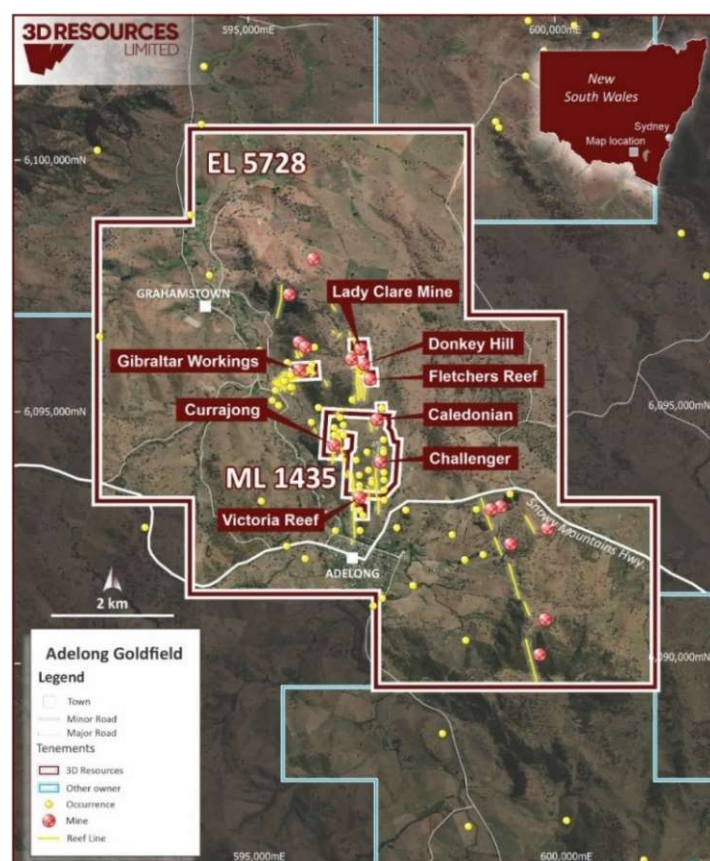 3D RESOURCES
LIMITED
595,000mE
600,000mE
New
South Wales
Sydney
Map location
6,100,000mN
EL 5728
GRAHAMSTOWN
Lady Clare Mine
Donkey Hill
Gibraltar Workings
Fletchers Reef
6,095,000mN
6,095,000mN
Currajong
Caledonian
Challenger
ML 1435
Victoria Reef
Snowy Mountains Hwy
ADELONG
2 km
6,090,000mN
Adelong Goldfield
Legend
Town
Minor Road
Major Road
Tenements
3D Resources
Other owner
Occurrence
Mine
Reef Line
595,000mE
600,000mE